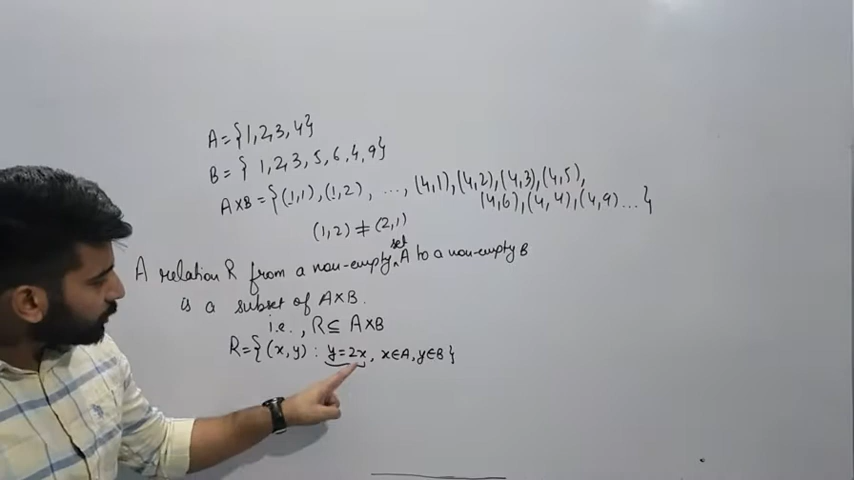 A={1,2,3,4}
B={ 1,2,3,5,6,4,9}
A×B={(1,1),(1,2), ..., (4,1),(4,2),(4,3),(4,5),
(4,6),(4,4),(4,9)...}
(1,2)≠(2,1)
A relation R from a non-empty set A to a non-empty B
is a subset of A×B.
i.e., R⊆ A×B
R={(x,y) : y=2x, x∈A,y∈B}